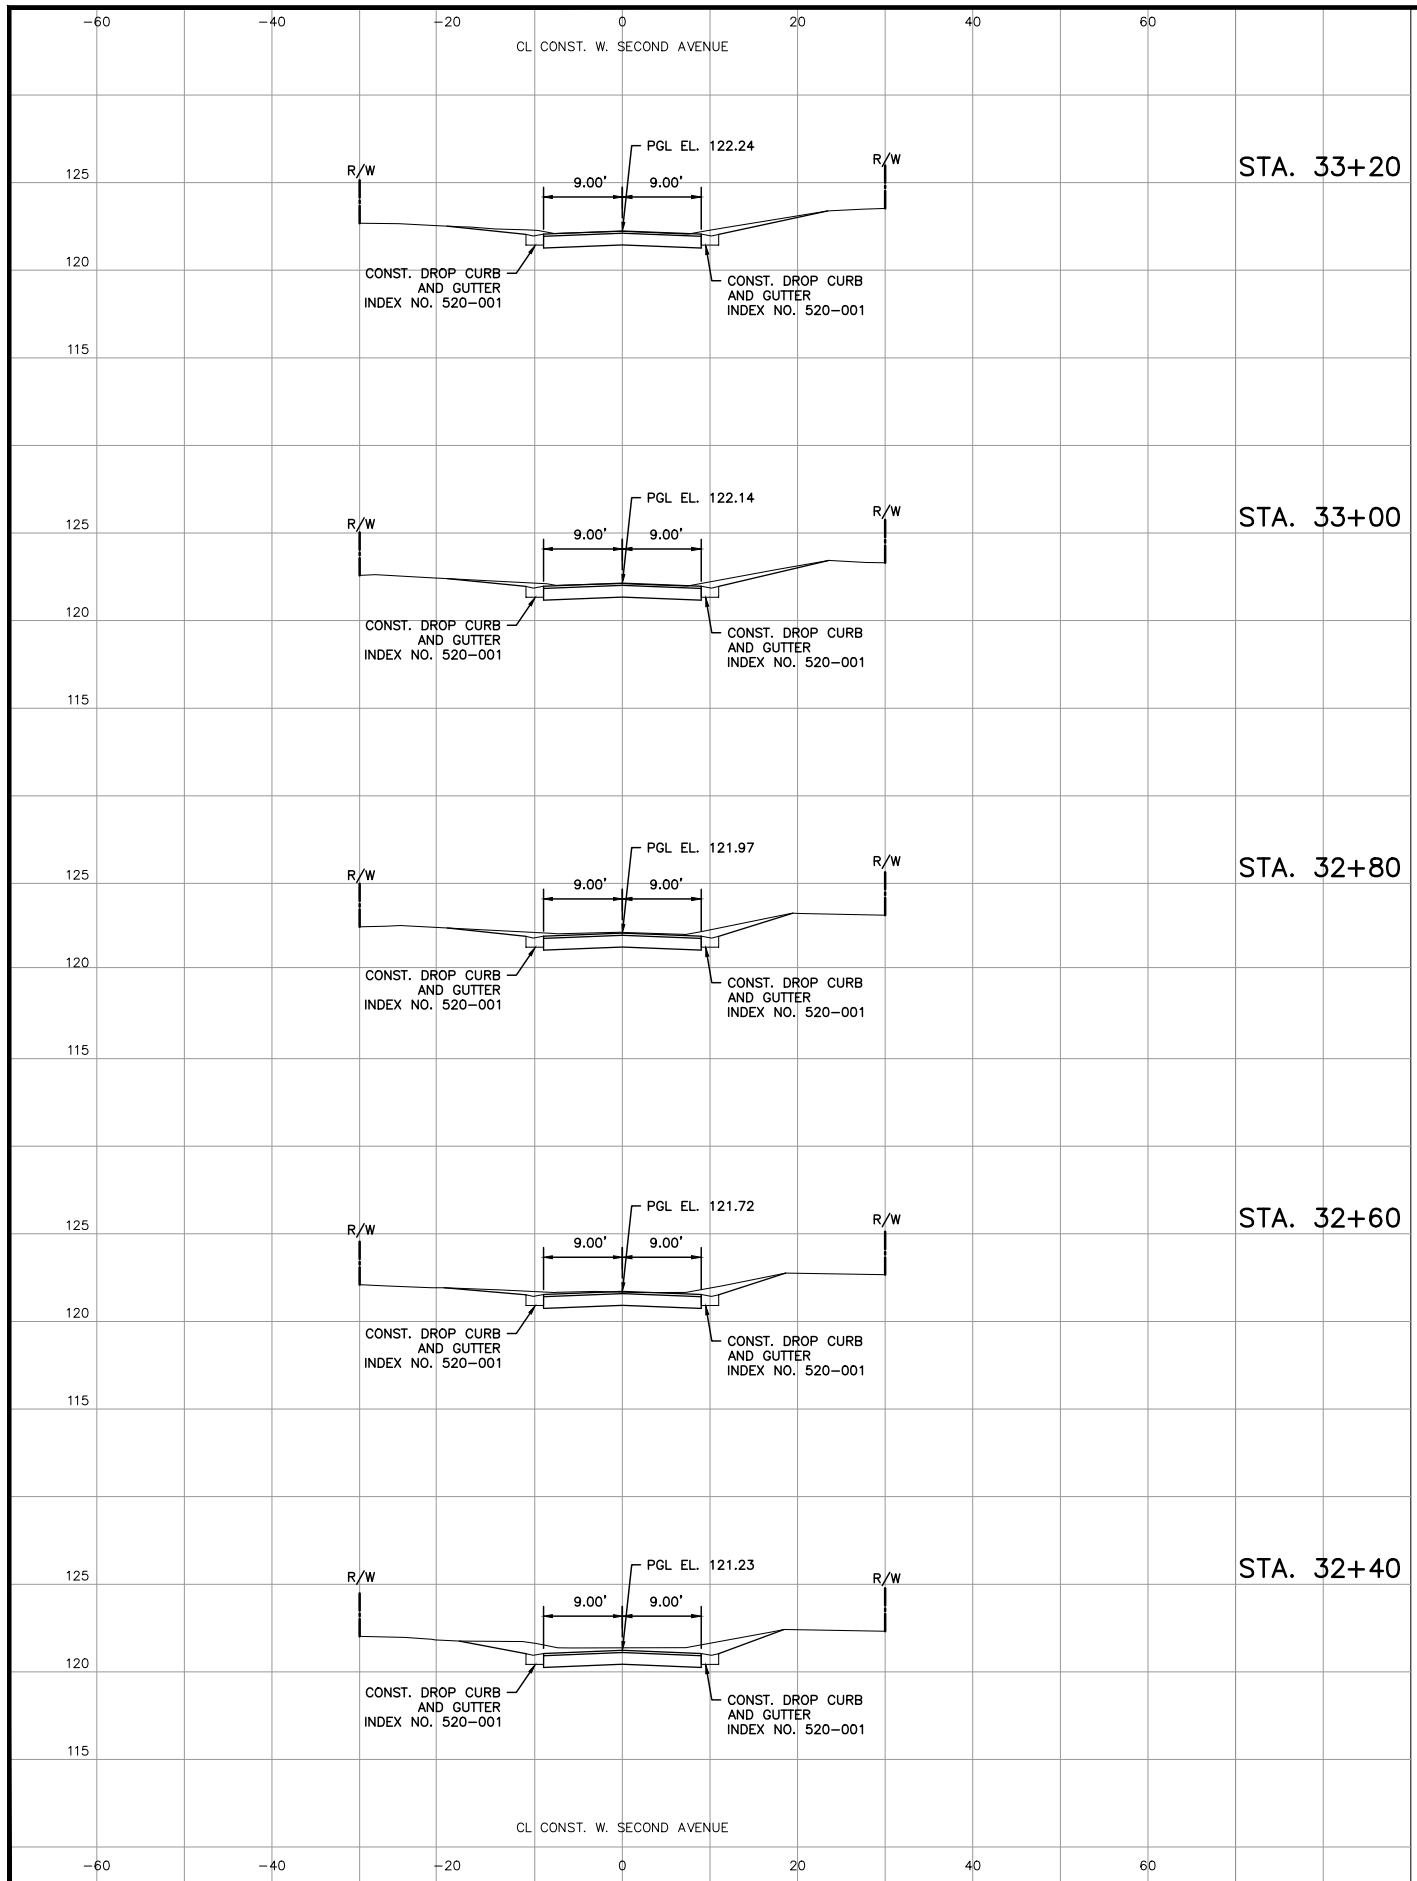 -60 -40 -20 0 20 40 60
CL CONST. W. SECOND AVENUE
PGL EL. 122.24
R/W
R/W
STA. 33+20
125
9.00' 9.00'
120
CONST. DROP CURB
AND GUTTER
INDEX NO. 520-001
CONST. DROP CURB
AND GUTTER
INDEX NO. 520-001
115
PGL EL. 122.14
R/W
R/W
STA. 33+00
125
9.00' 9.00'
120
CONST. DROP CURB
AND GUTTER
INDEX NO. 520-001
CONST. DROP CURB
AND GUTTER
INDEX NO. 520-001
115
PGL EL. 121.97
R/W
R/W
STA. 32+80
125
9.00' 9.00'
120
CONST. DROP CURB
AND GUTTER
INDEX NO. 520-001
CONST. DROP CURB
AND GUTTER
INDEX NO. 520-001
115
PGL EL. 121.72
R/W
R/W
STA. 32+60
125
9.00' 9.00'
120
CONST. DROP CURB
AND GUTTER
INDEX NO. 520-001
CONST. DROP CURB
AND GUTTER
INDEX NO. 520-001
115
PGL EL. 121.23
R/W
R/W
STA. 32+40
125
9.00' 9.00'
120
CONST. DROP CURB
AND GUTTER
INDEX NO. 520-001
CONST. DROP CURB
AND GUTTER
INDEX NO. 520-001
115
CL CONST. W. SECOND AVENUE
-60 -40 -20 0 20 40 60